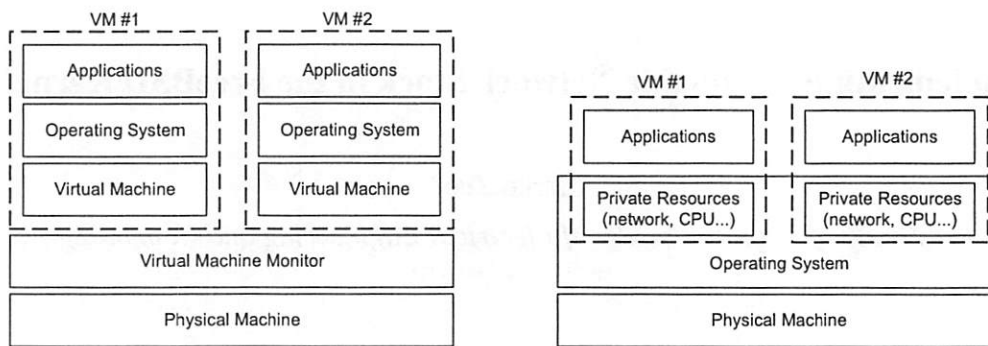 VM #1
VM #2
Applications
Applications
Operating System
Operating System
Virtual Machine
Virtual Machine
Virtual Machine Monitor
Physical Machine
VM #1
VM #2
Applications
Applications
Private Resources
(network, CPU...)
Private Resources
(network, CPU...)
Operating System
Physical Machine